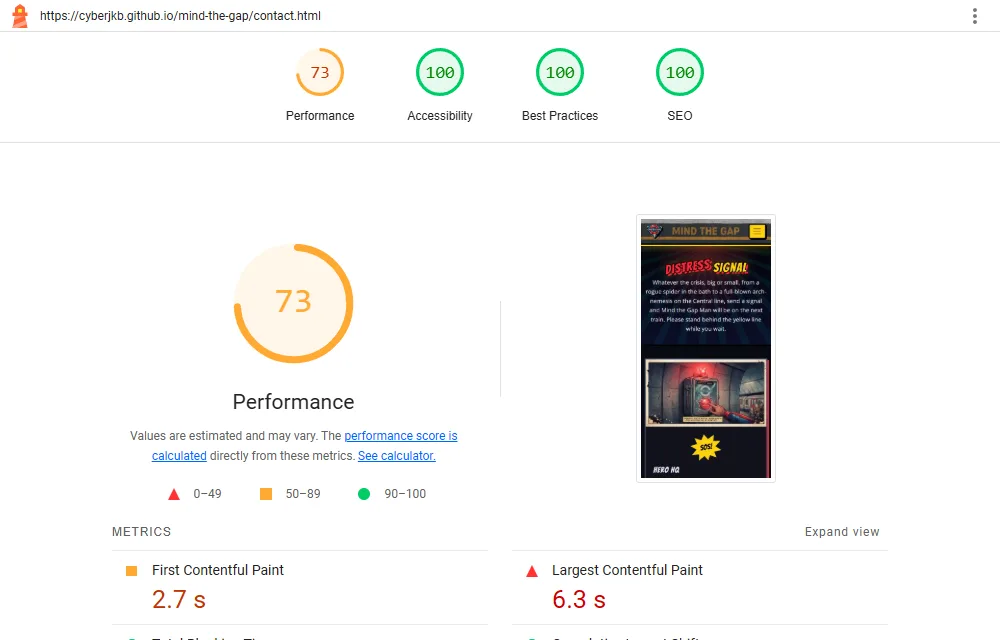 https://cyberjkb.github.io/mind-the-gap/contact.html
73
100
100
100
Performance
Accessibility
Best Practices
SEO
73
Performance
Values are estimated and may vary. The performance score is
calculated directly from these metrics. See calculator.
0–49
50–89
90–100
MIND THE GAP
DISTRESS SIGNAL
Whatever the crisis, big or small, from a
rogue spider in the bath to a full-blown arch-
nemesis on the Central line, send a signal
and Mind the Gap Man will be on the next
train. Please stand behind the yellow line
while you wait.
SOS!
HERO HQ
METRICS
Expand view
First Contentful Paint
2.7 s
Largest Contentful Paint
6.3 s